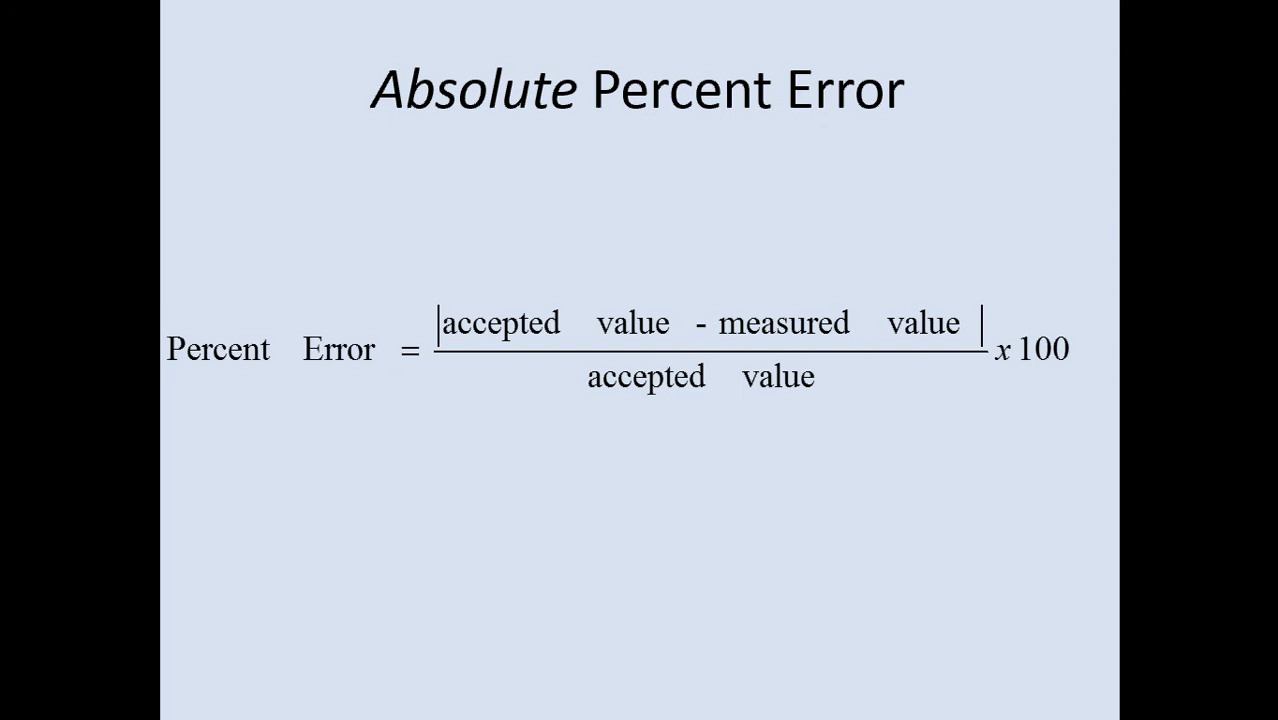 Absolute Percent Error
|accepted value - measured value |
Percent Error = x 100
accepted value